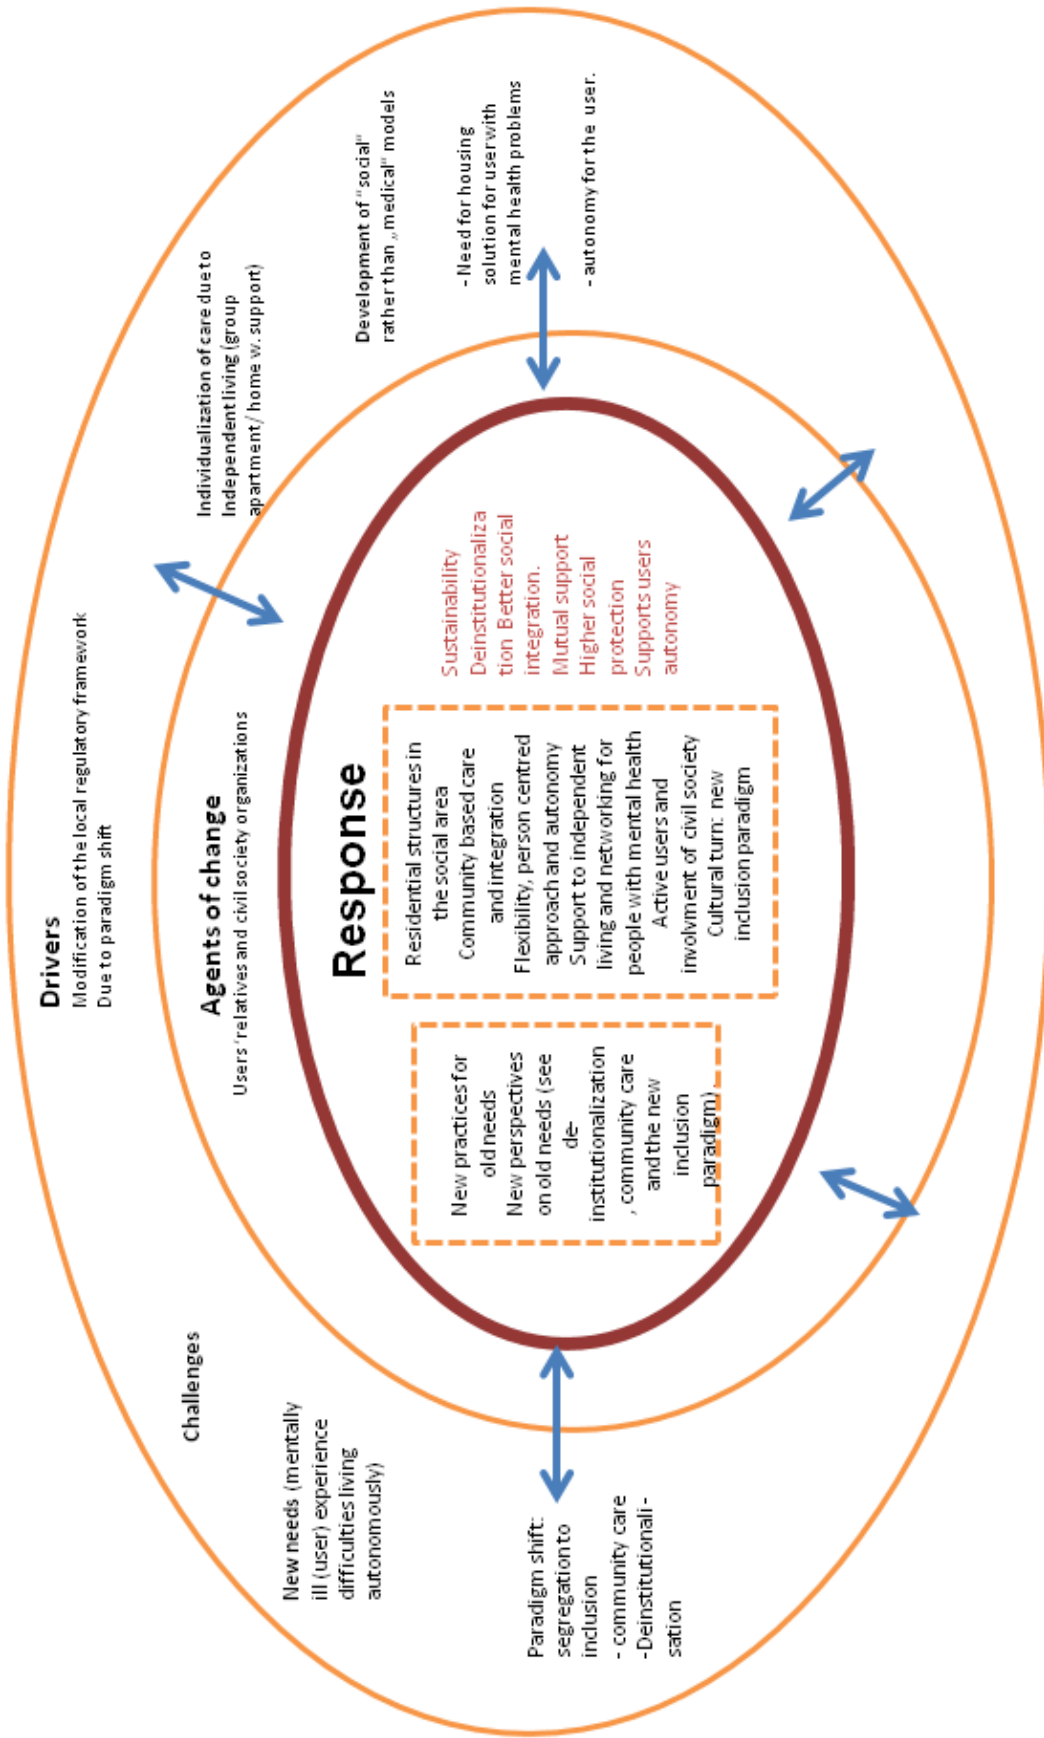 Drivers
Modification of the local regulatory framework
Due to paradigm shift
Challenges
New needs (mentally
ill (user) experience
difficulties living
autonomously)
Paradigm shift:
segregation to
inclusion
- community care
- Deinstitutionali -
sation
Agents of change
Users ‘relatives and civil society organizations
Individualization of care due to
Independent living (group
apartment/ home w. support)
Development of “social“
rather than „medical“ models
- Need for housing
solution for user with
mental health problems
- autonomy for the user.
Response
New practices for
old needs
New perspectives
on old needs (see
de-
institutionalization
, community care
and the new
inclusion
paradigm).
Residential structures in
the social area
Community based care
and integration
Flexibility, person centred
approach and autonomy
Support to independent
living and networking for
people with mental health
Active users and
involvment of civil society
Cultural turn: new
inclusion paradigm
Sustainability
Deinstitutionaliza
tion Better social
integration.
Mutual support
Higher social
protection
Supports users
autonomy